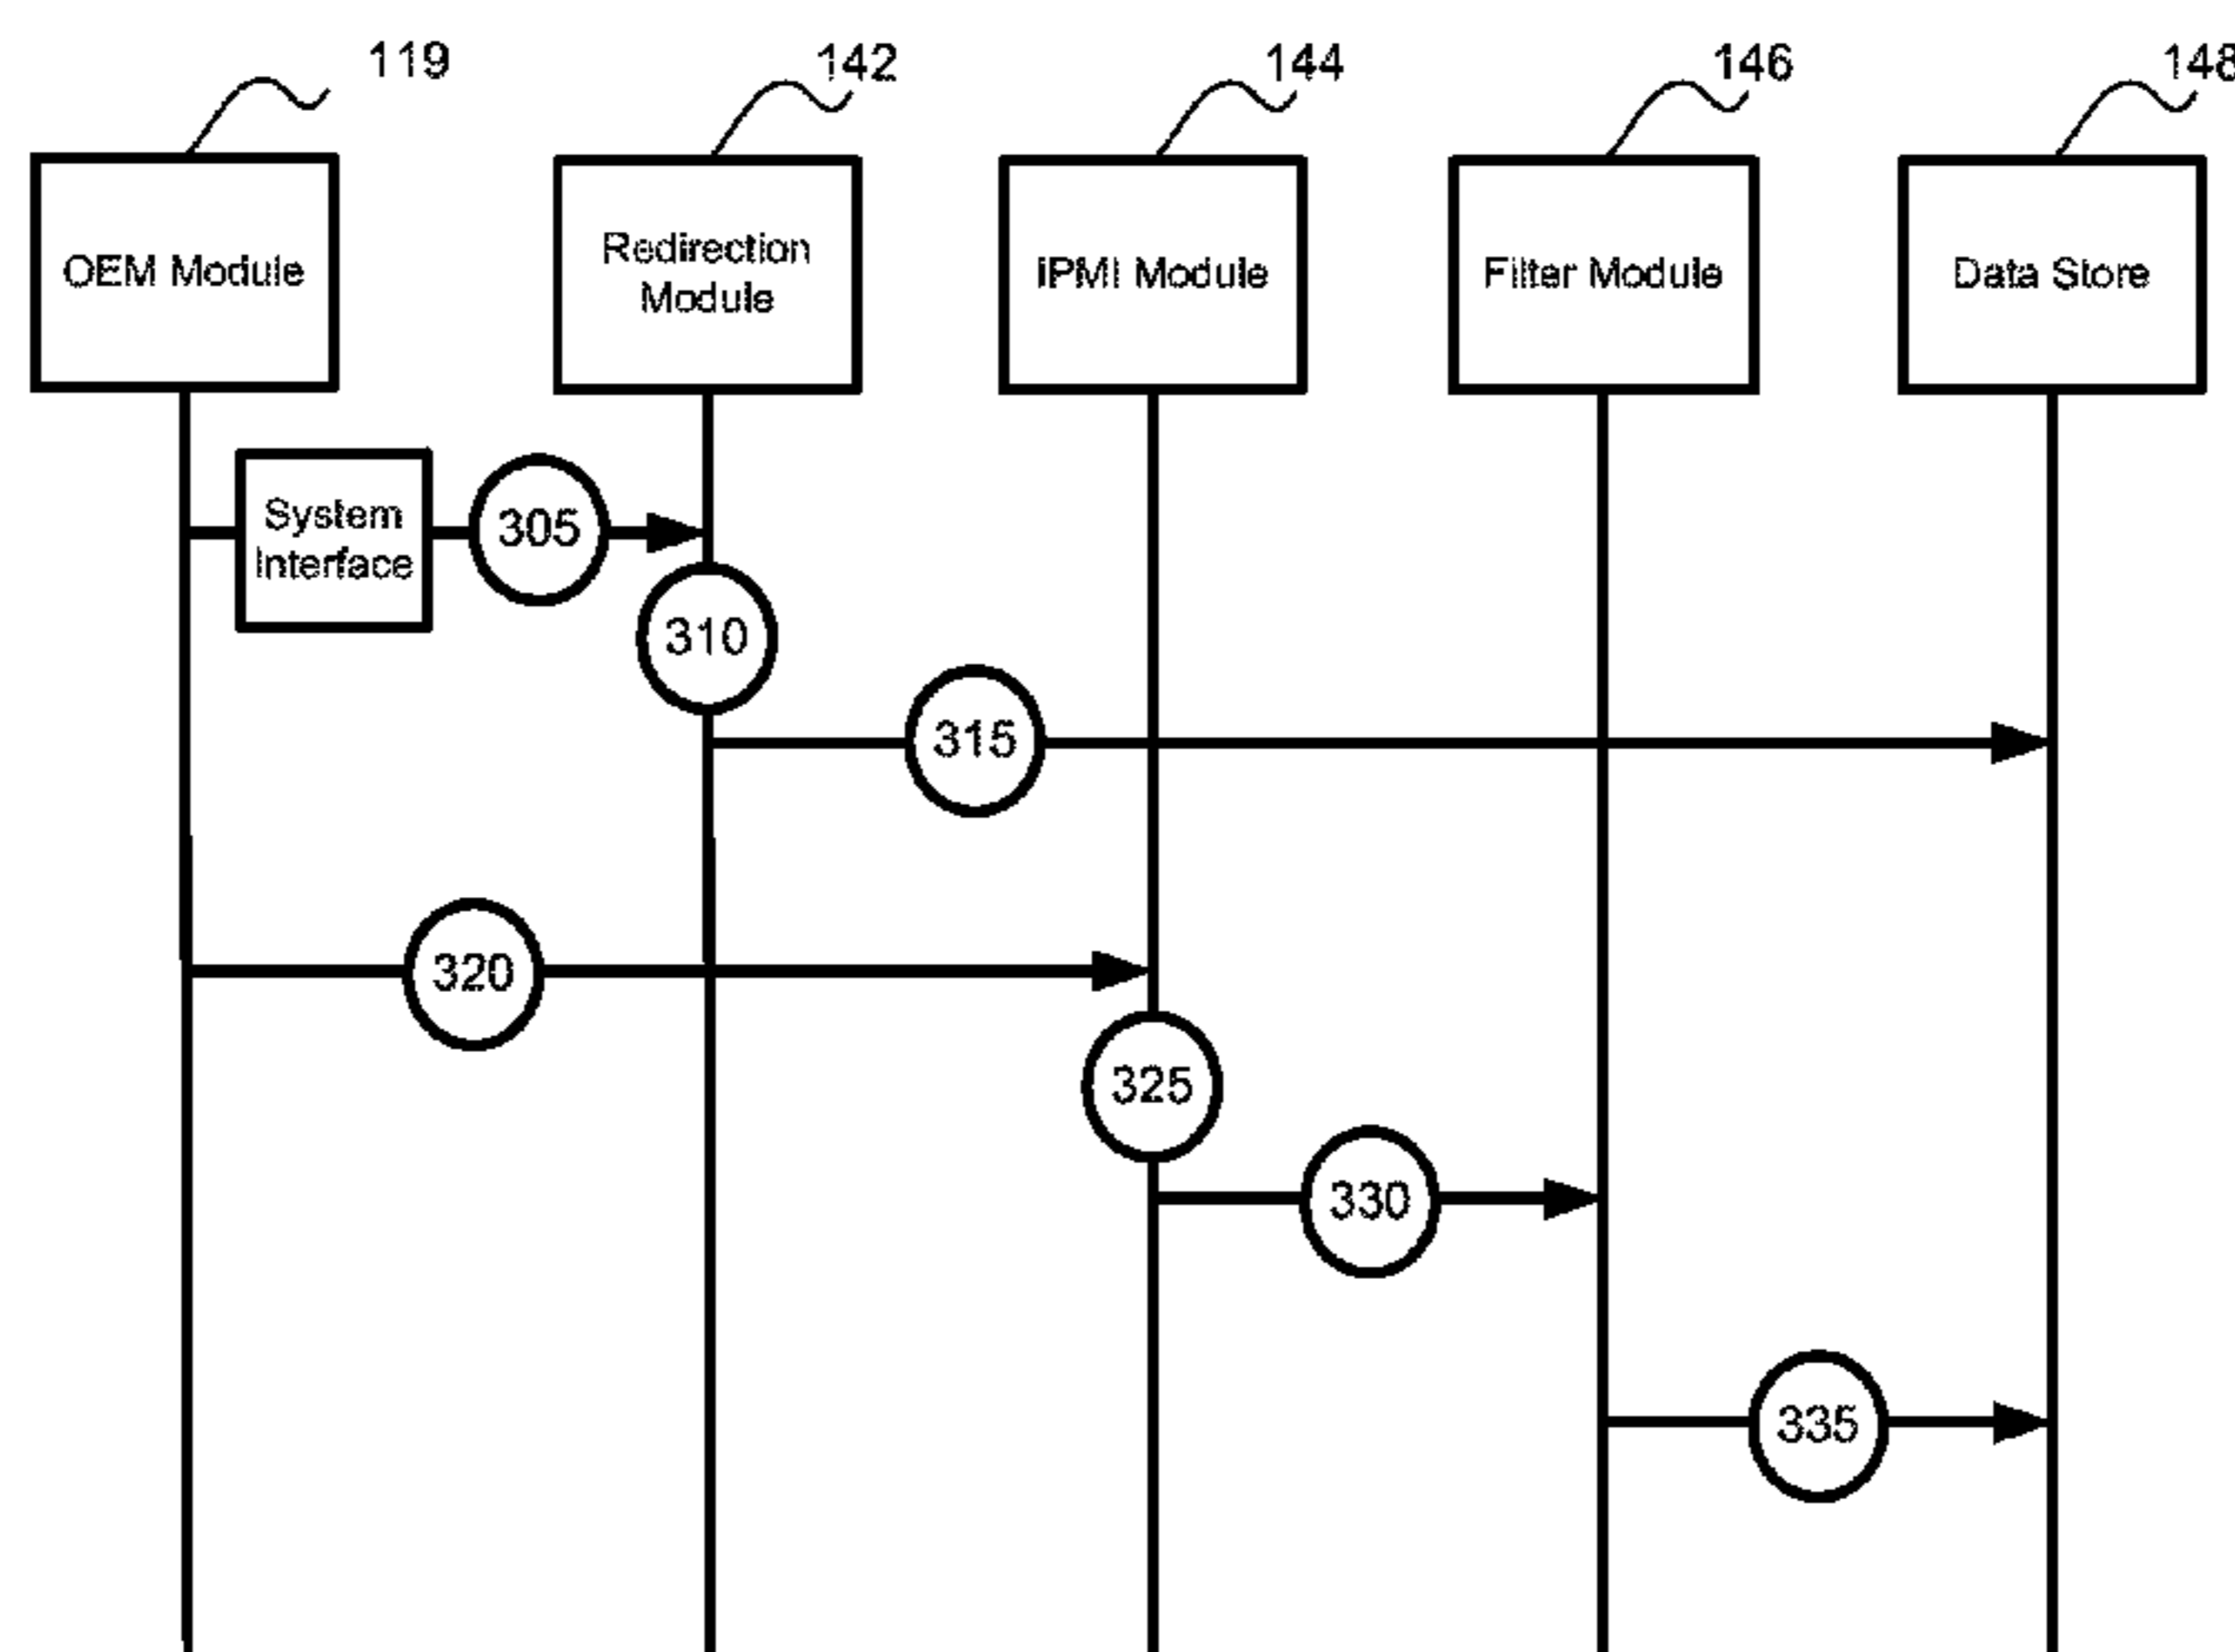 119
142
144
146
148
OEM Module
Redirection
Module
IPMI Module
Filter Module
Data Store
System
Interface
305
310
315
320
325
330
335